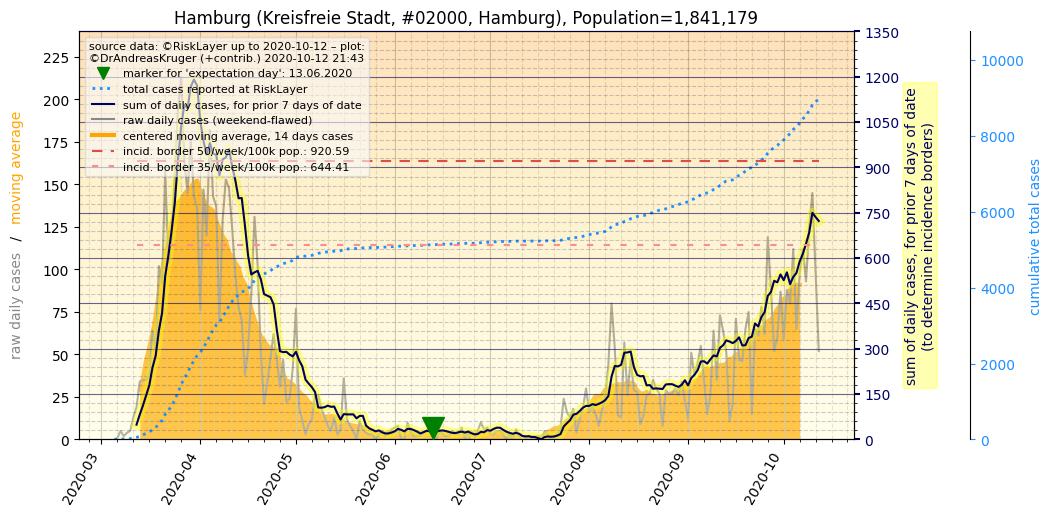 Hamburg (Kreisfreie Stadt, #02000, Hamburg), Population=1,841,179
source data: ©RiskLayer up to 2020-10-12 – plot:
©DrAndreasKruger (+contrib.) 2020-10-12 21:43
marker for 'expectation day': 13.06.2020
total cases reported at RiskLayer
sum of daily cases, for prior 7 days of date
raw daily cases (weekend-flawed)
centered moving average, 14 days cases
incid. border 50/week/100k pop.: 920.59
incid. border 35/week/100k pop.: 644.41
raw daily cases / moving average
225
200
175
150
125
100
75
50
25
0
2020-03
2020-04
2020-05
2020-06
2020-07
2020-08
2020-09
2020-10
1350
1200
1050
900
750
600
450
300
150
0
sum of daily cases, for prior 7 days of date
(to determine incidence borders)
10000
8000
6000
4000
2000
0
cumulative total cases